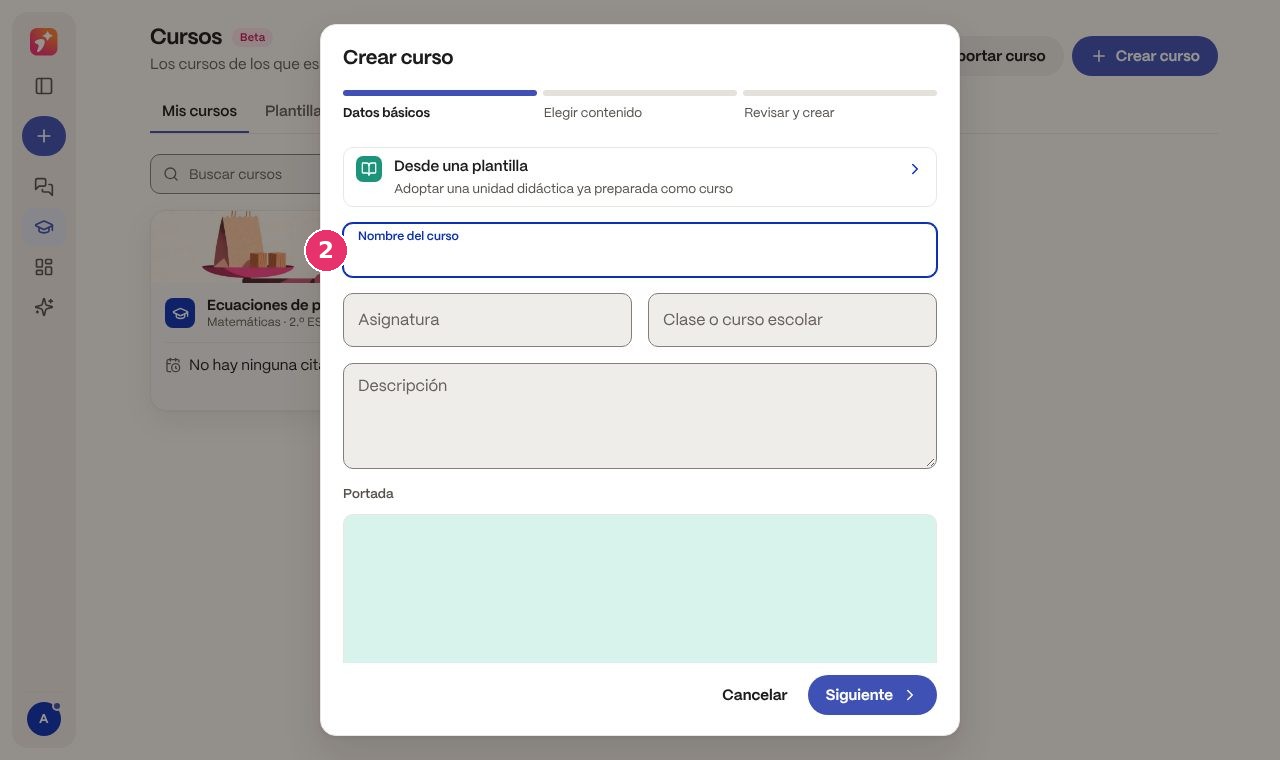 Cursos
Beta
Los cursos de los que es
portar curso
Crear curso
Mis cursos
Plantilla
Buscar cursos
Ecuaciones de p
Matemáticas · 2.º ES
No hay ninguna cita
A
Crear curso
Datos básicos
Elegir contenido
Revisar y crear
Desde una plantilla
Adoptar una unidad didáctica ya preparada como curso
2
Nombre del curso
Asignatura
Clase o curso escolar
Descripción
Portada
Cancelar
Siguiente